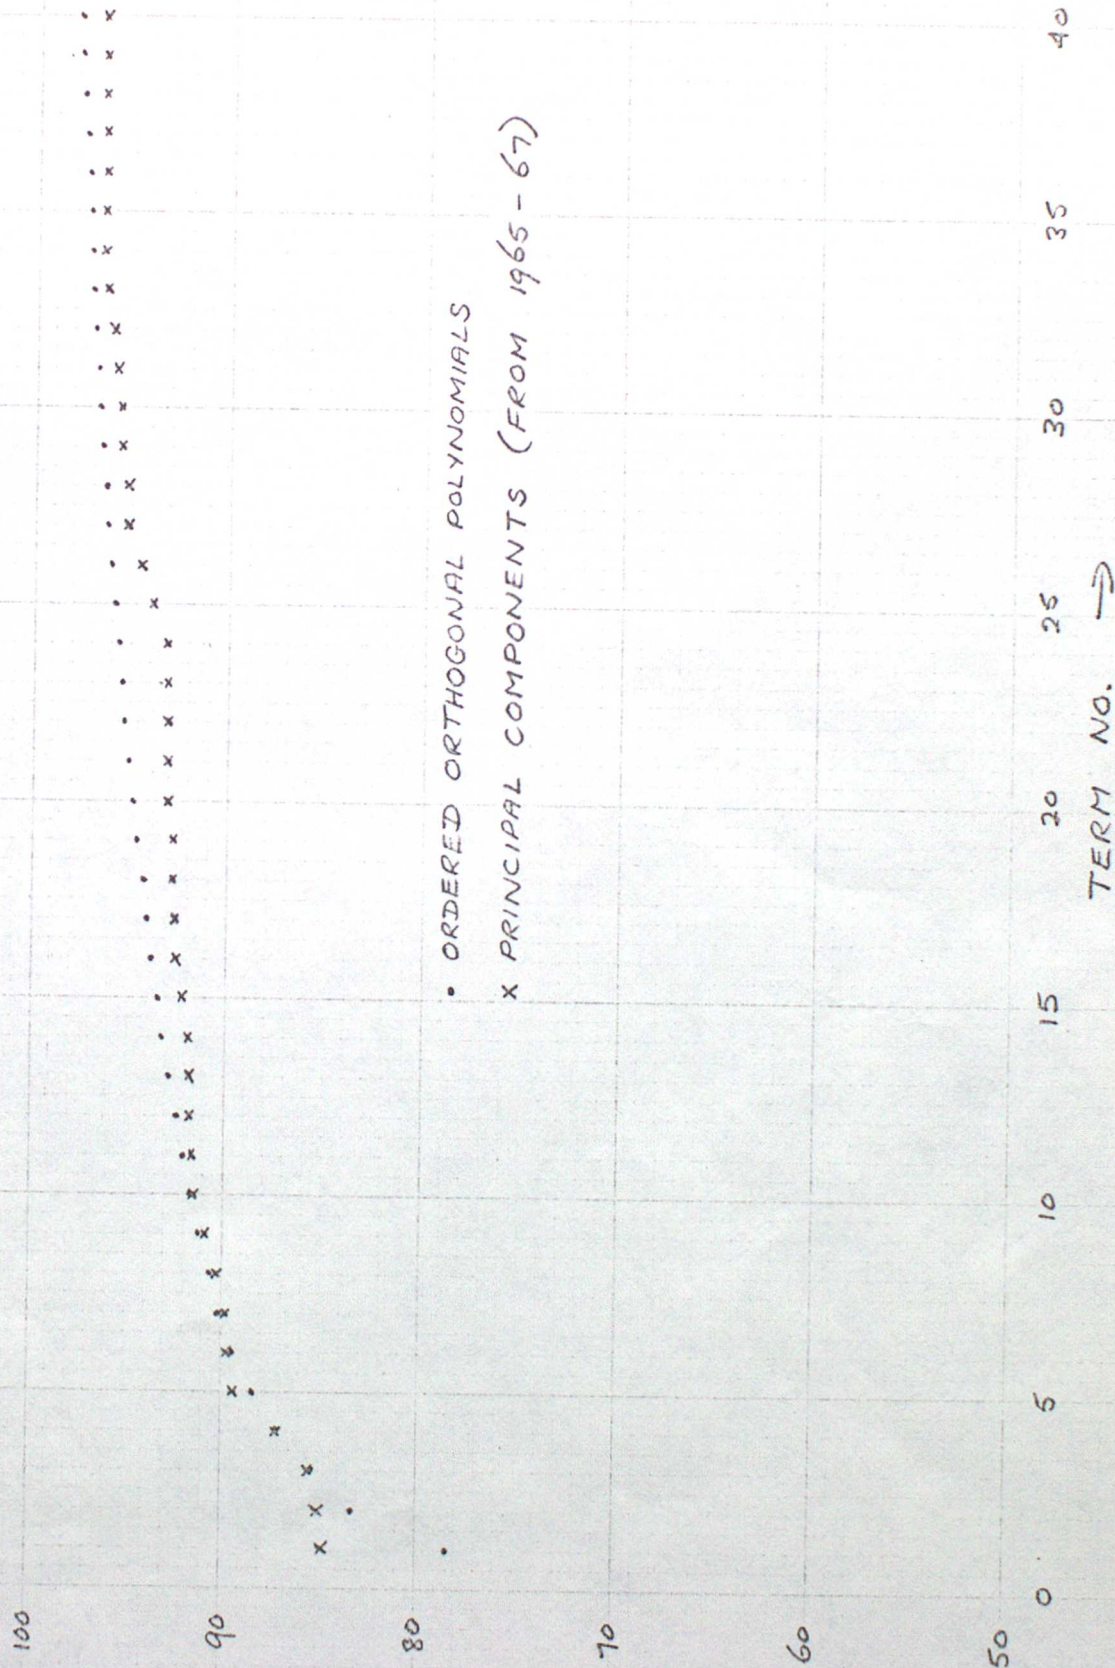 100
90
80
70
60
50
• ORDERED ORTHOGONAL POLYNOMIALS
x PRINCIPAL COMPONENTS (FROM 1965-67)
0 5 10 15 20 25 30 35 40
TERM NO. →